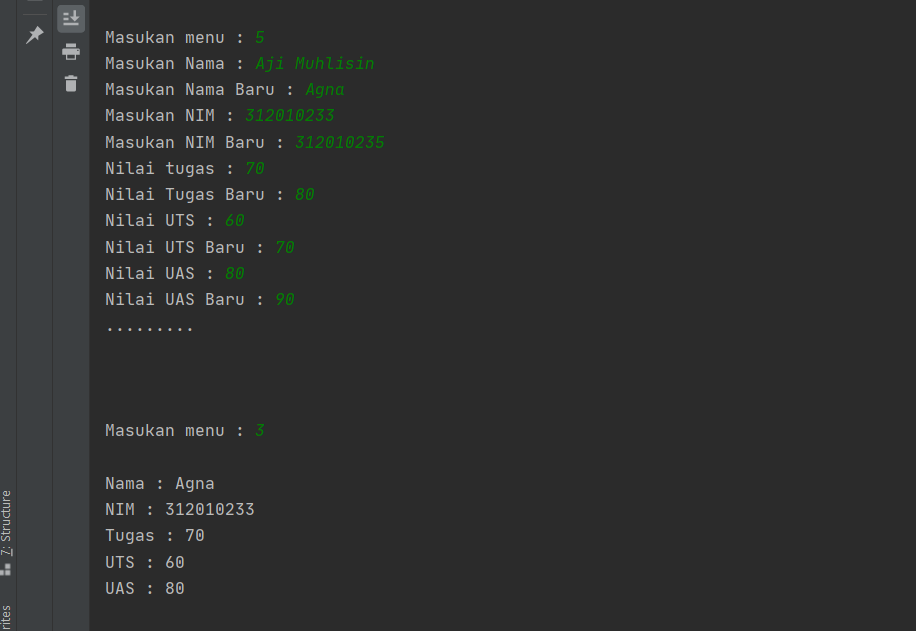 Masukan menu : 5
Masukan Nama : Aji Muhlisin
Masukan Nama Baru : Agna
Masukan NIM : 312010233
Masukan NIM Baru : 312010235
Nilai tugas : 70
Nilai Tugas Baru : 80
Nilai UTS : 60
Nilai UTS Baru : 70
Nilai UAS : 80
Nilai UAS Baru : 90
.........
Masukan menu : 3
Nama : Agna
NIM : 312010233
Tugas : 70
UTS : 60
UAS : 80
7: Structure
rites